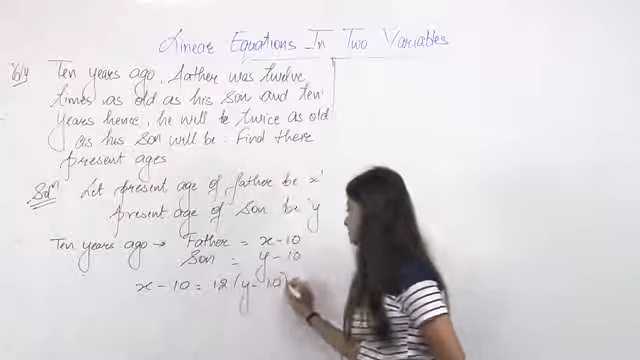 Linear Equations In Two Variables
Ten years ago, father was twelve
times as old as his son and ten
years hence, he will be twice as old
as his son will be. Find there
present ages
Let present age of father be 'x'
present age of son be 'y
Ten years ago → Father = x - 10
Son = y - 10
x - 10 = 12(y - 10)